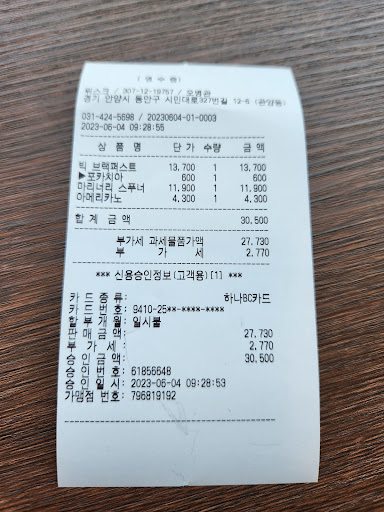 (영수증)
위스크 / 307-12-19757 / 오명관
경기 안양시 동안구 시민대로327번길 12-6 (관양동)
031-424-5698 / 20230604-01-0003
2023-06-04 09:28:55
상 품 명 단 가 수량 금 액
빅 브랙퍼스트 13,700 1 13,700
▶포카치아 600 1 600
마리너리 스푸너 11,900 1 11,900
아메리카노 4,300 1 4,300
합 계 금 액 30,500
부가세 과세물품가액 27,730
부 가 세 2,770
*** 신용승인정보(고객용)[1] ***
카 드 종 류: 하나BC카드
카 드 번 호: 9410-25**-****-****
할 부 개 월: 일시불
판 매 금 액: 27,730
부 가 세: 2,770
승 인 금 액: 30,500
승 인 번 호: 61856648
승 인 일 시: 2023-06-04 09:28:53
가맹점 번호: 796819192